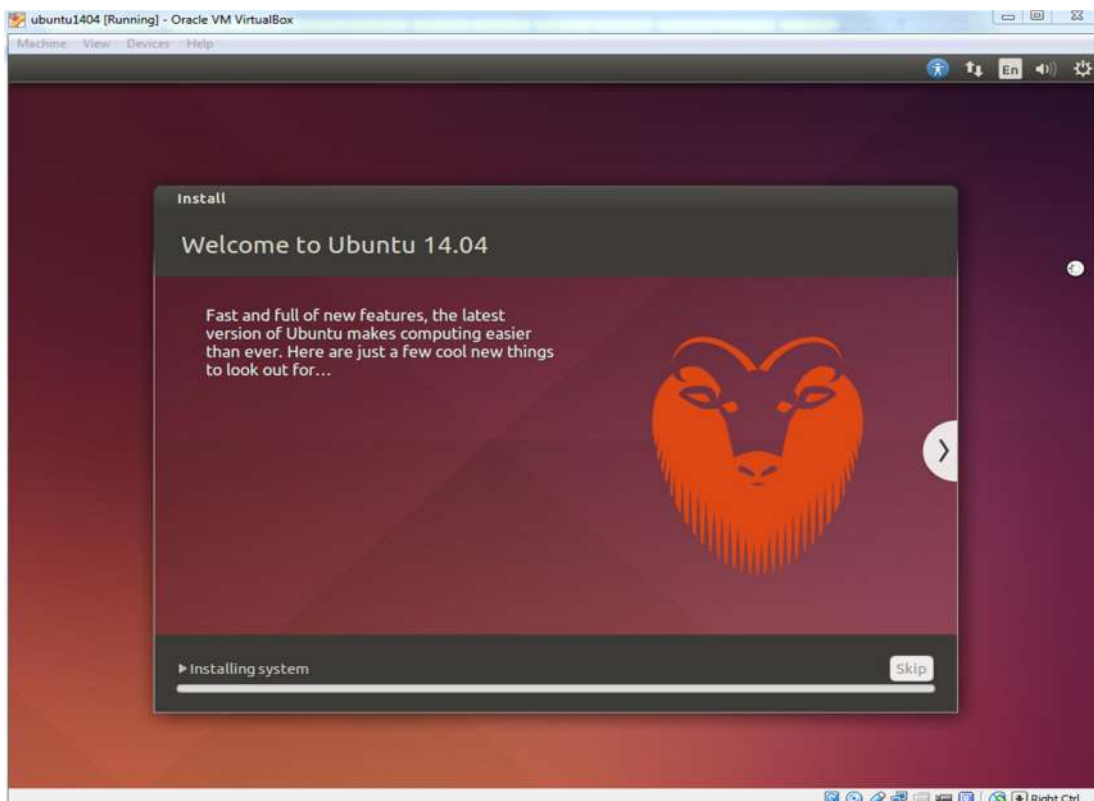 ubuntu1404 [Running] - Oracle VM VirtualBox
Machine View Devices Help
En
Install
Welcome to Ubuntu 14.04
Fast and full of new features, the latest
version of Ubuntu makes computing easier
than ever. Here are just a few cool new things
to look out for...
Installing system
Skip
Right Ctrl